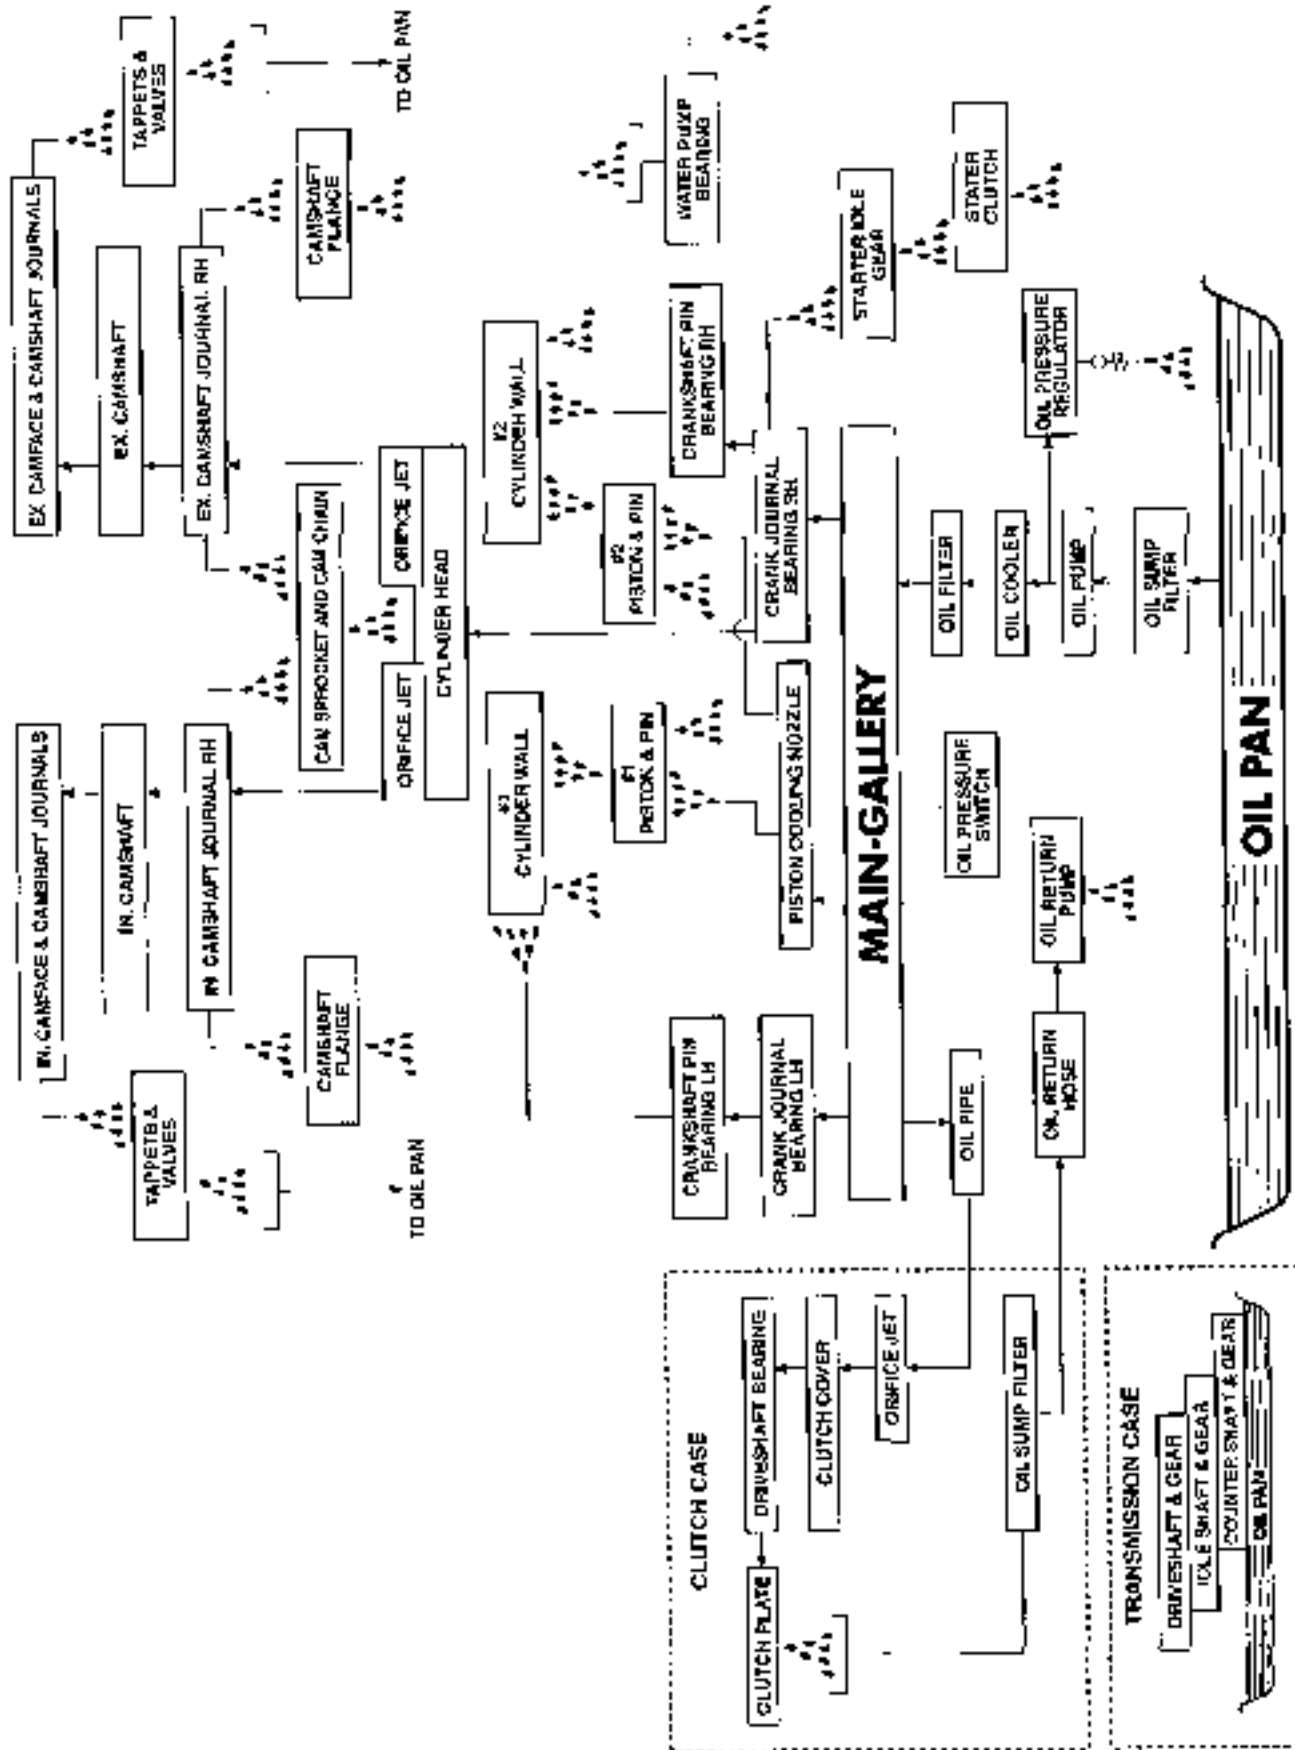 IN. CAMFACE & CAMSHAFT JOURNALS
EX. CAMFACE & CAMSHAFT JOURNALS
IN. CAMSHAFT
EX. CAMSHAFT
TAPPETS &
VALVES
TAPPETS &
VALVES
IN CAMSHAFT JOURNAL RH
EX. CAMSHAFT JOURNAL RH
CAMSHAFT
FLANGE
CAM SPROCKET AND CAM CHAIN
CAMSHAFT
FLANGE
TO OIL PAN
ORIFICE JET
ORIFICE JET
TO OIL PAN
CYLINDER HEAD
#1
CYLINDER WALL
#2
CYLINDER WALL
#1
PISTON & PIN
#2
PISTON & PIN
CRANKSHAFT PIN
BEARING LH
CRANKSHAFT PIN
BEARING RH
WATER PUMP
BEARING
CRANK JOURNAL
BEARING LH
PISTON COOLING NOZZLE
CRANK JOURNAL
BEARING RH
STARTER IDLE
GEAR
MAIN-GALLERY
STATER
CLUTCH
OIL PIPE
OIL PRESSURE
SWITCH
OIL FILTER
OIL COOLER
OIL PRESSURE
REGULATOR
OIL RETURN
HOSE
OIL RETURN
PUMP
OIL PUMP
OIL SUMP
FILTER
OIL PAN
CLUTCH CASE
CLUTCH PLATE
DRIVESHAFT BEARING
CLUTCH COVER
ORIFICE JET
OIL SUMP FILTER
TRANSMISSION CASE
DRIVESHAFT & GEAR
IDLE SHAFT & GEAR
COUNTER SHAFT & GEAR
OIL PAN